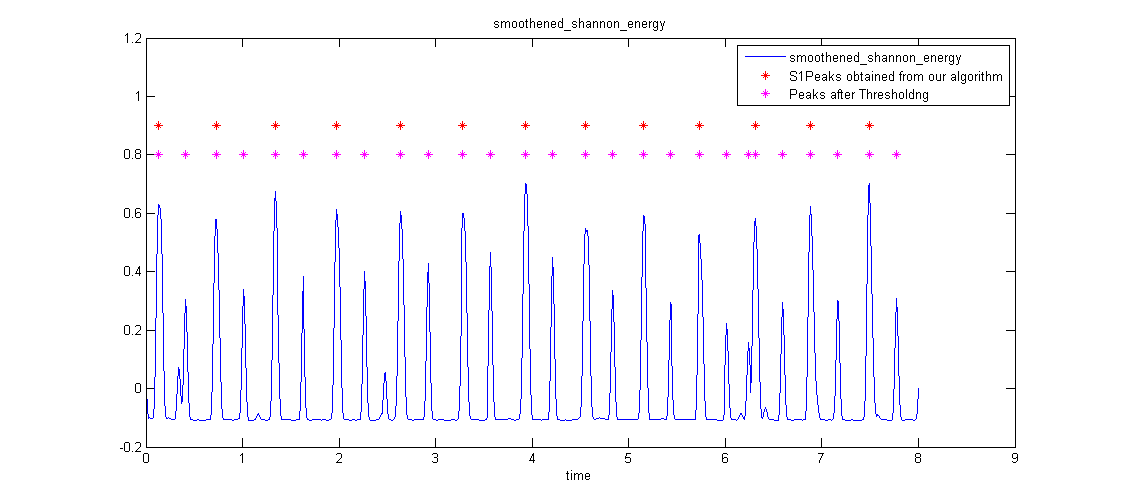 smoothened_shannon_energy
smoothened_shannon_energy
S1Peaks obtained from our algorithm
Peaks after Thresholdng
1.2
1
0.8
0.6
0.4
0.2
0
-0.2
0 1 2 3 4 5 6 7 8 9
time